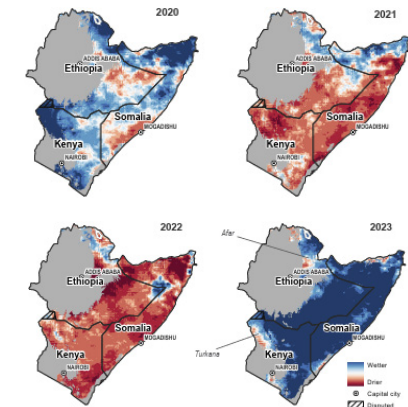 2020
ADDIS ABABA
Ethiopia
Somalia
MOGADISHU
Kenya
NAIROBI
2021
ADDIS ABABA
Ethiopia
Somalia
MOGADISHU
Kenya
NAIROBI
2022
ADDIS ABABA
Ethiopia
Somalia
MOGADISHU
Kenya
NAIROBI
2023
Afar
ADDIS ABABA
Ethiopia
Somalia
MOGADISHU
Turkana
Kenya
NAIROBI
Wetter
Drier
Capital city
Disputed